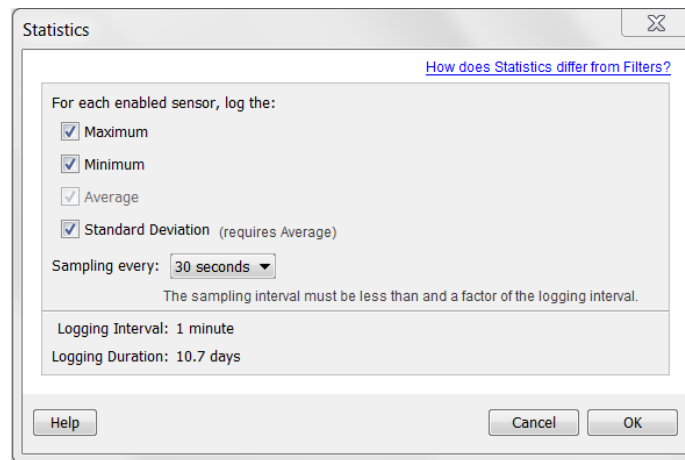 Statistics
How does Statistics differ from Filters?
For each enabled sensor, log the:
Maximum
Minimum
Average
Standard Deviation (requires Average)
Sampling every: 30 seconds
The sampling interval must be less than and a factor of the logging interval.
Logging Interval: 1 minute
Logging Duration: 10.7 days
Help Cancel OK